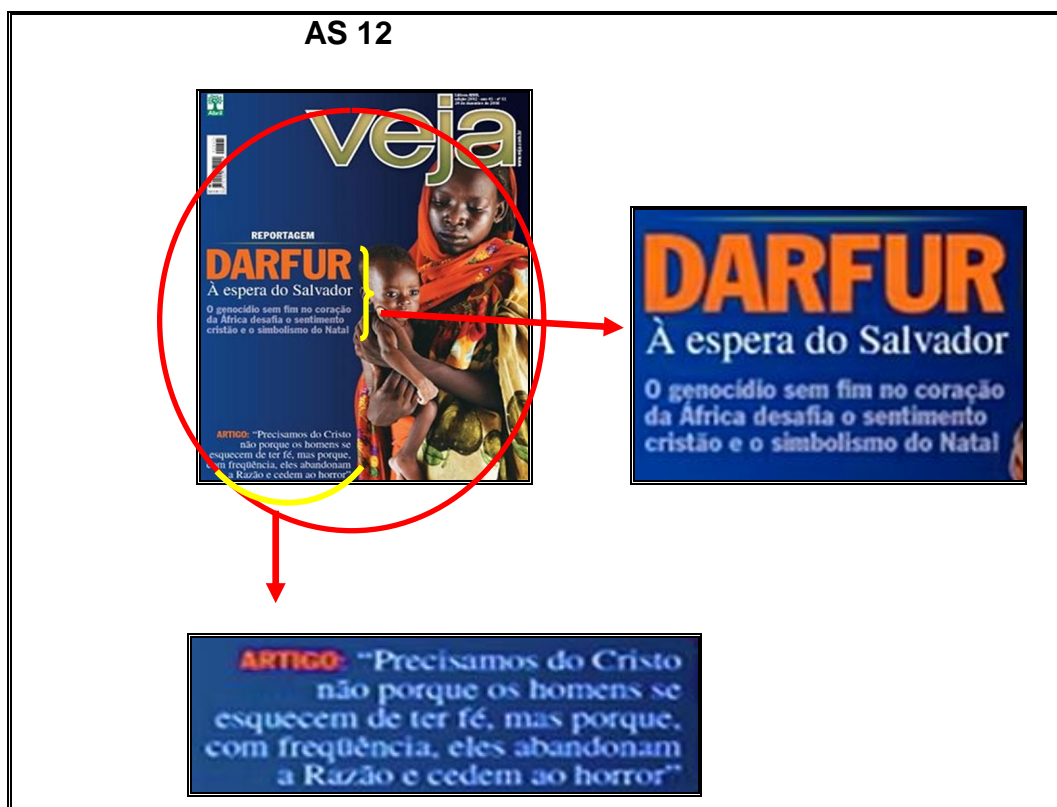 AS 12
Abril
veja
REPORTAGEM
DARFUR
À espera do Salvador
O genocídio sem fim no coração
da África desafia o sentimento
cristão e o simbolismo do Natal
ARTIGO: “Precisamos do Cristo
não porque os homens se
esquecem de ter fé, mas porque,
com freqüência, eles abandonam
a Razão e cedem ao horror”
DARFUR
À espera do Salvador
O genocídio sem fim no coração
da África desafia o sentimento
cristão e o simbolismo do Natal
ARTIGO: “Precisamos do Cristo
não porque os homens se
esquecem de ter fé, mas porque,
com freqüência, eles abandonam
a Razão e cedem ao horror”